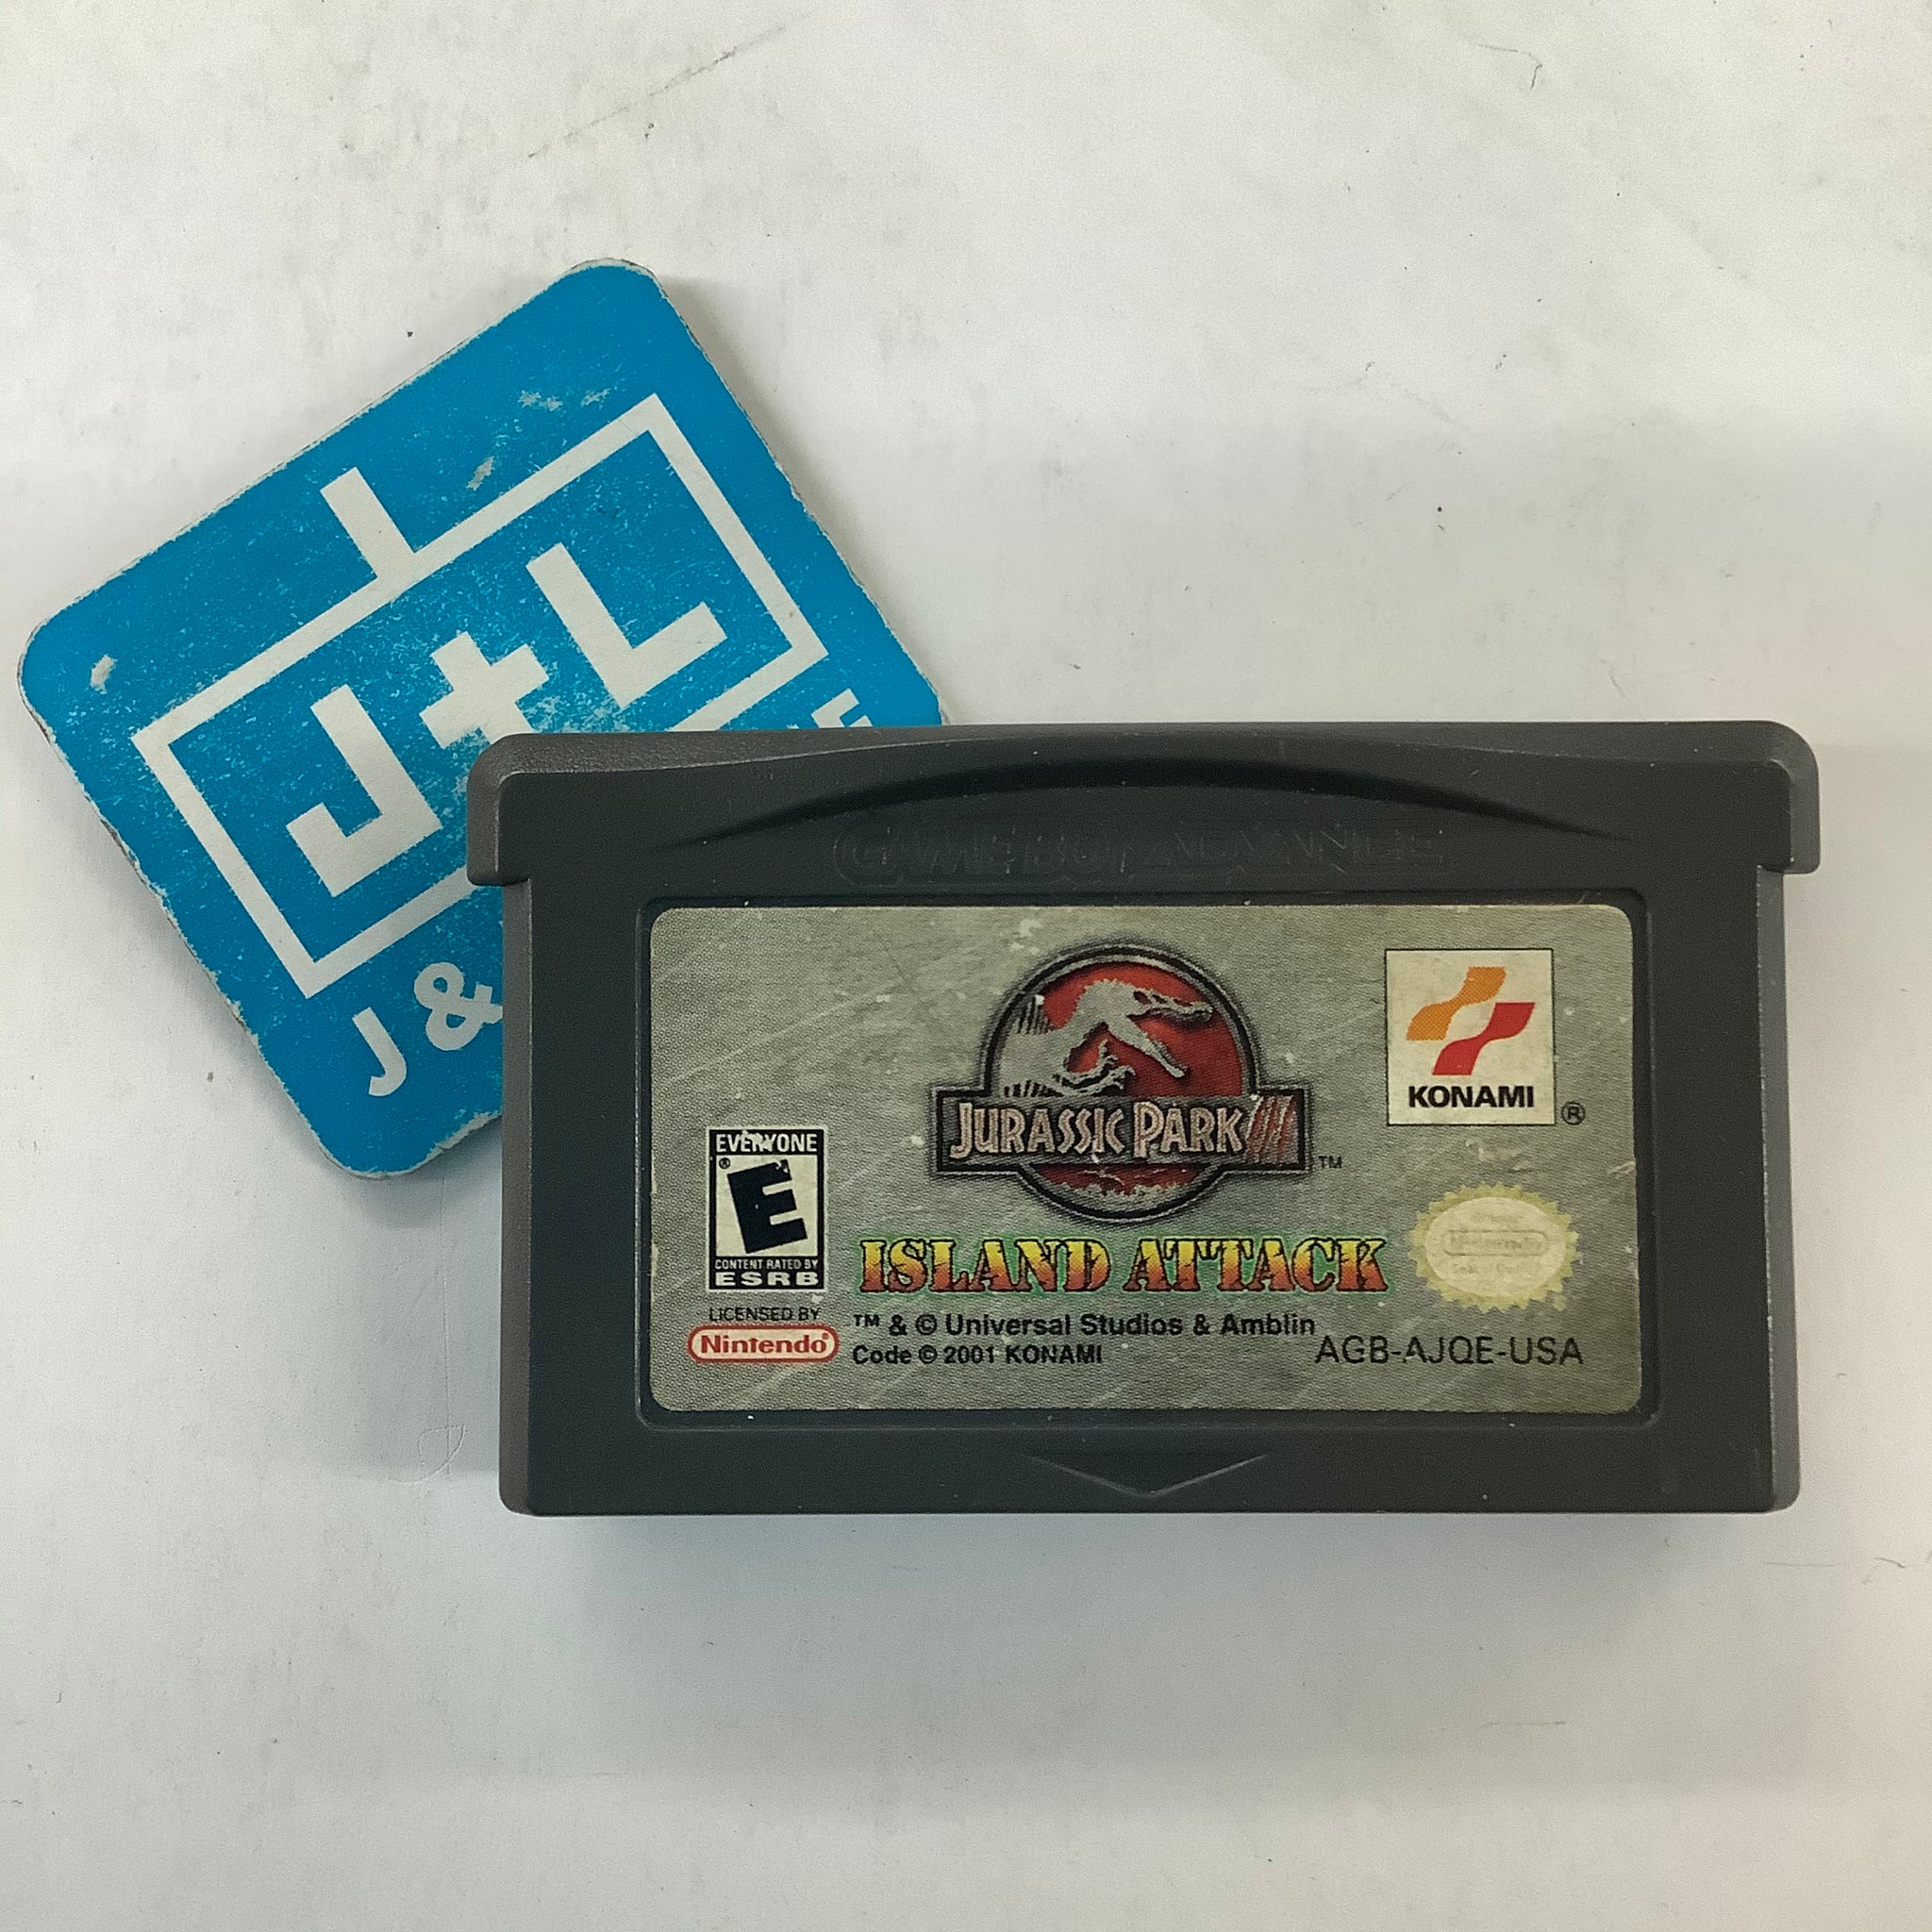 J+L
J &
GAME BOY ADVANCE
JURASSIC PARK III
TM
KONAMI
®
EVERYONE
E
®
CONTENT RATED BY
ESRB
ISLAND ATTACK
LICENSED BY
Nintendo®
™ & © Universal Studios & Amblin
Code © 2001 KONAMI
AGB-AJQE-USA
Nintendo